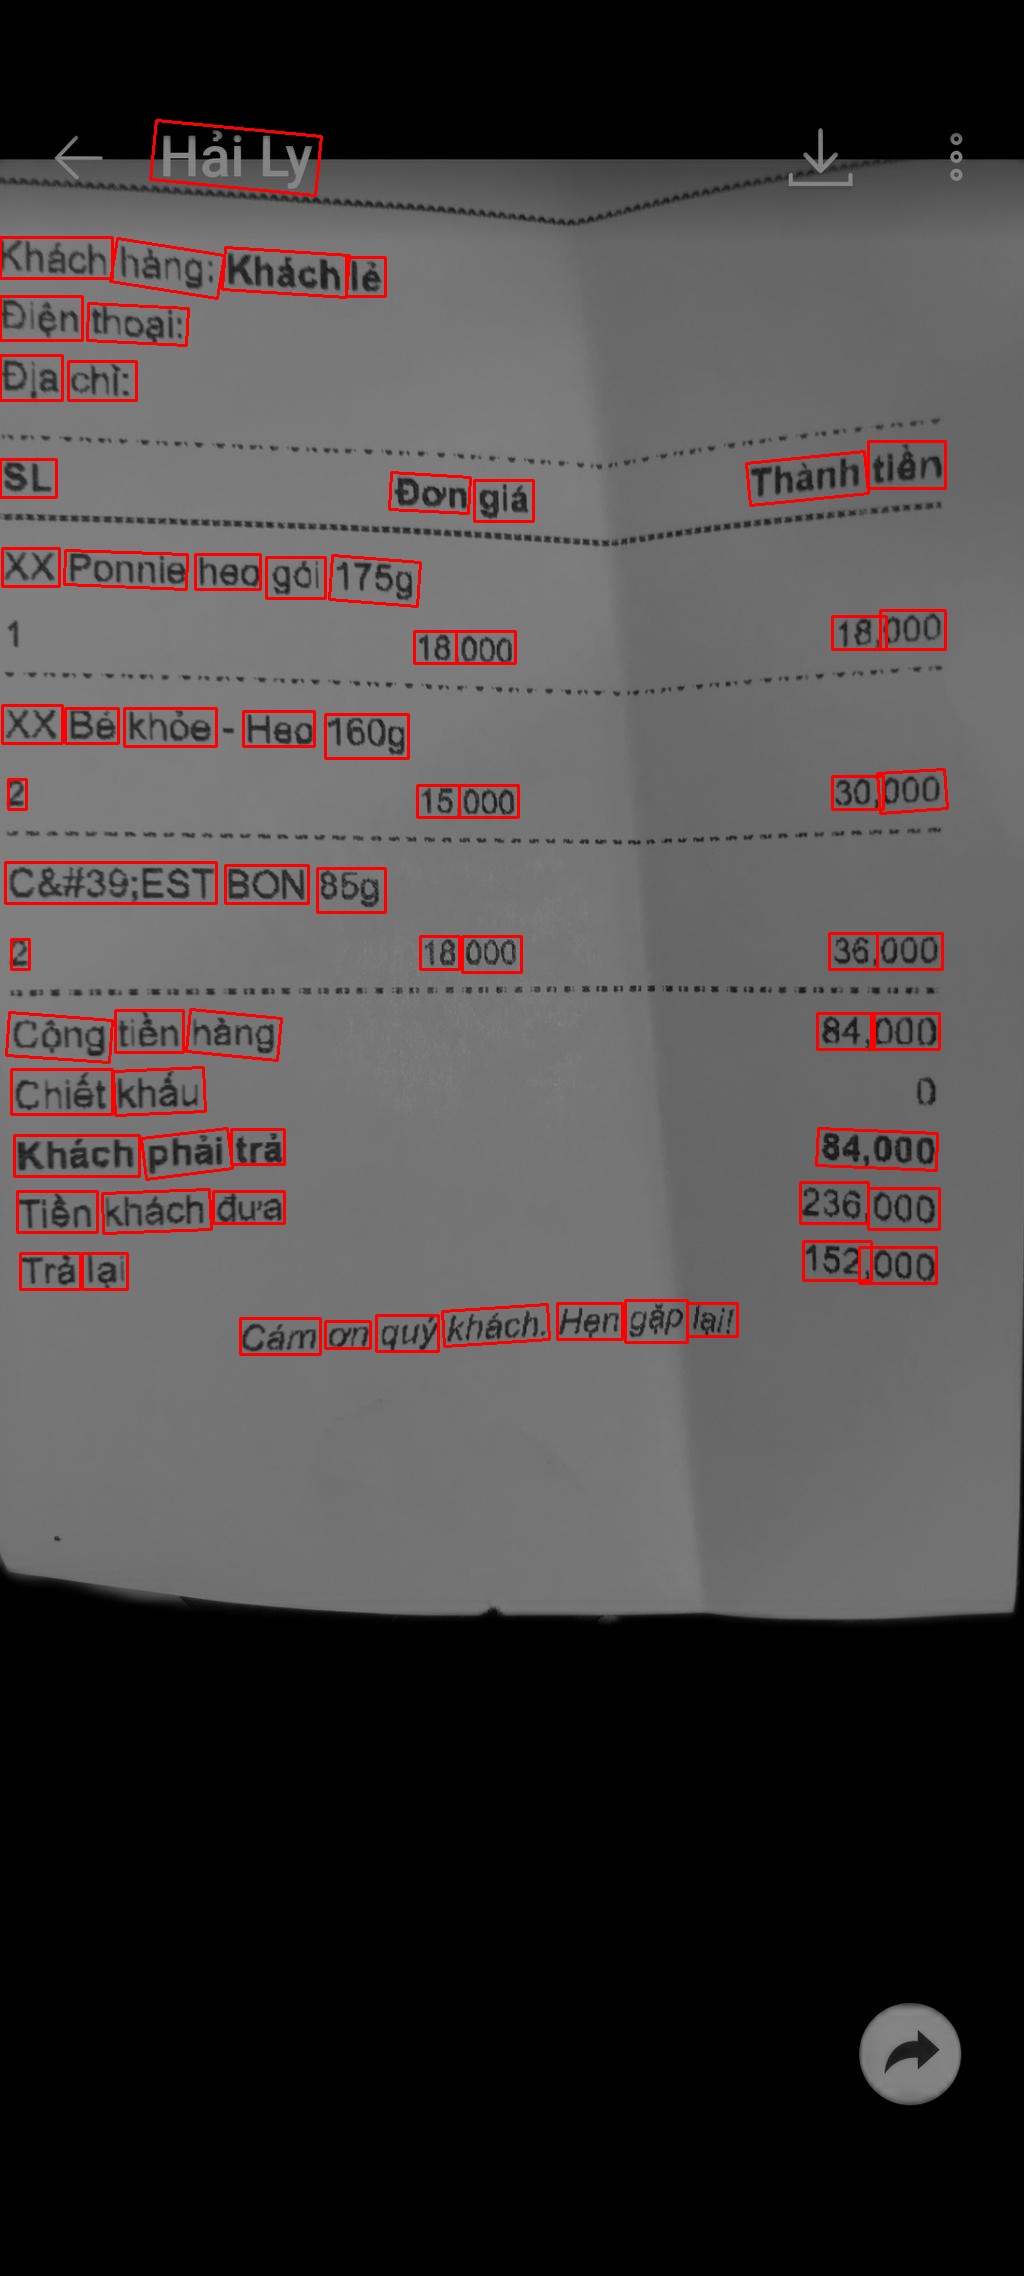 Hải Ly
Khách hàng: Khách lẻ
Điện thoại:
Địa chỉ:
SL Đơn giá Thành tiền
XX Ponnie heo gói 175g
1 18,000 18,000
XX Bé khỏe - Heo 160g
2 15,000 30,000
C&#39;EST BON 85g
2 18,000 36,000
Cộng tiền hàng 84,000
Chiết khấu 0
Khách phải trả 84,000
Tiền khách đưa 236,000
Trả lại 152,000
Cám ơn quý khách. Hẹn gặp lại!